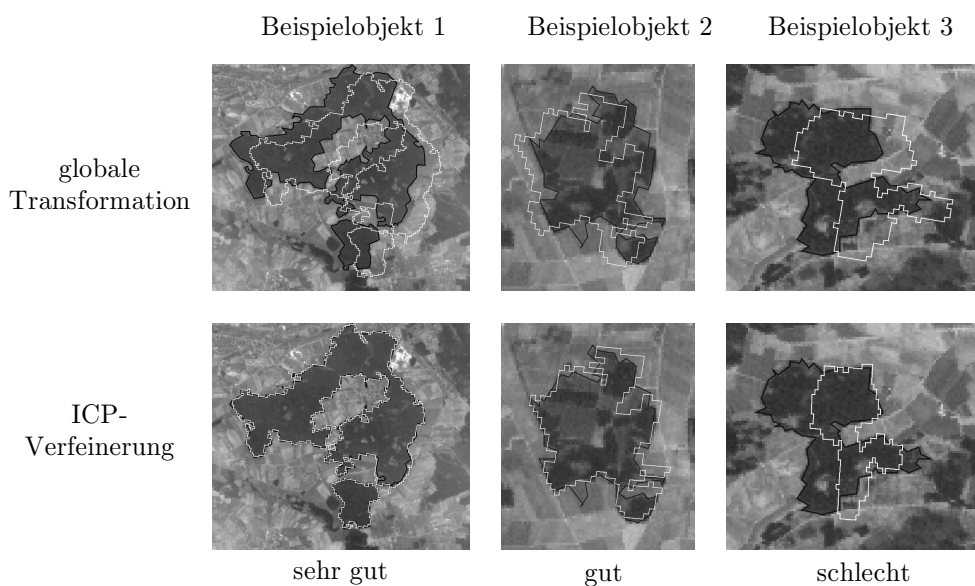 Beispielobjekt 1
Beispielobjekt 2
Beispielobjekt 3
globale
Transformation
ICP-
Verfeinerung
sehr gut
gut
schlecht